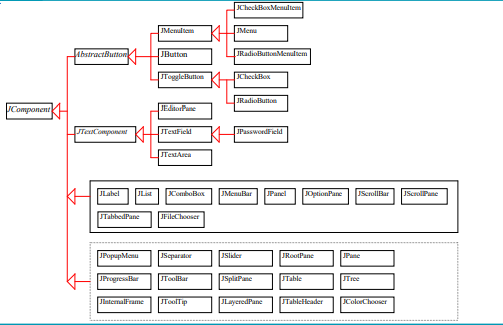 JCheckBoxMenuItem
JMenuItem
JMenu
AbstractButton
JButton
JRadioButtonMenuItem
JToggleButton
JCheckBox
JRadioButton
JComponent
JEditorPane
JTextComponent
JTextField
JPasswordField
JTextArea
JLabel JList JComboBox JMenuBar JPanel JOptionPane JScrollBar JScrollPane
JTabbedPane JFileChooser
JPopupMenu JSeparator JSlider JRootPane JPane
JProgressBar JToolBar JSplitPane JTable JTree
JInternalFrame JToolTip JLayeredPane JTableHeader JColorChooser